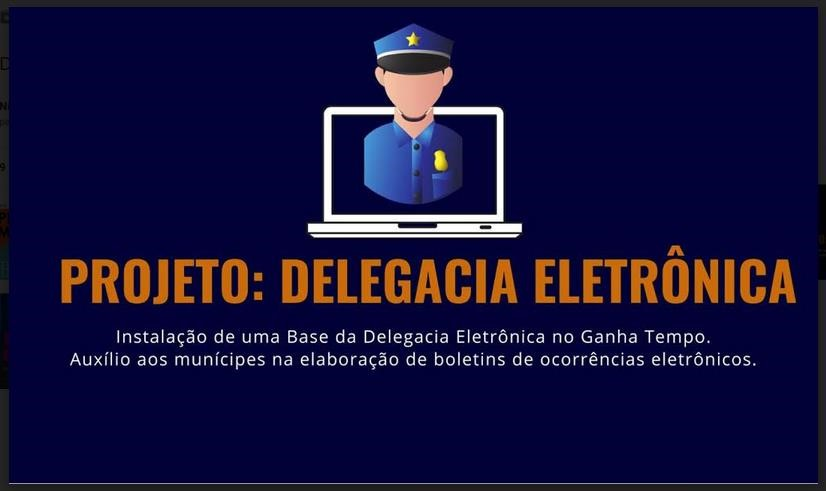 PROJETO: DELEGACIA ELETRÔNICA
Instalação de uma Base da Delegacia Eletrônica no Ganha Tempo.
Auxílio aos munícipes na elaboração de boletins de ocorrências eletrônicos.